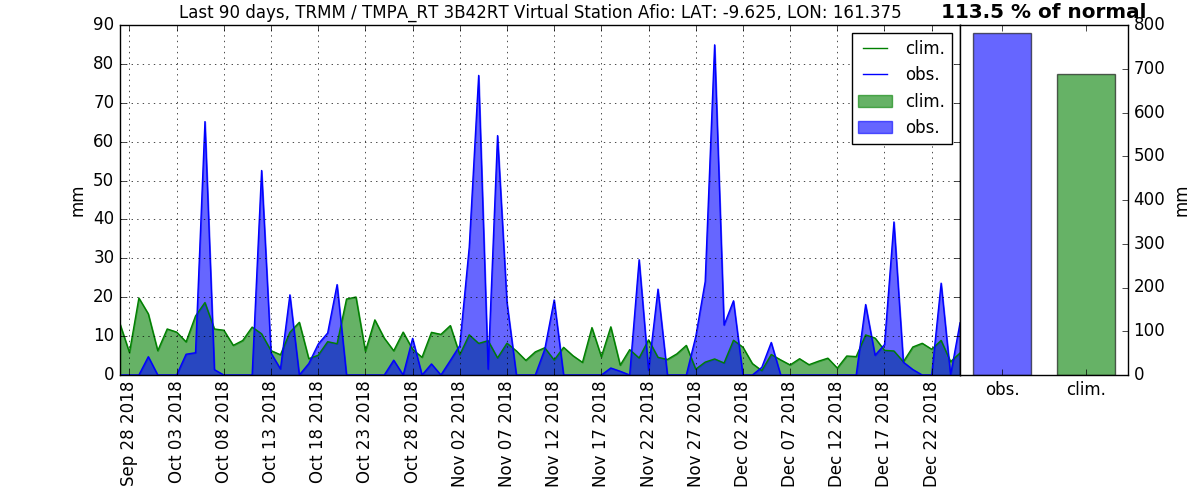 Last 90 days, TRMM / TMPA_RT 3B42RT Virtual Station Afio: LAT: -9.625, LON: 161.375
113.5 % of normal
90
80
70
60
50
40
30
20
10
0
mm
clim.
obs.
clim.
obs.
800
700
600
500
400
300
200
100
0
mm
obs.
clim.
Sep 28 2018
Oct 03 2018
Oct 08 2018
Oct 13 2018
Oct 18 2018
Oct 23 2018
Oct 28 2018
Nov 02 2018
Nov 07 2018
Nov 12 2018
Nov 17 2018
Nov 22 2018
Nov 27 2018
Dec 02 2018
Dec 07 2018
Dec 12 2018
Dec 17 2018
Dec 22 2018